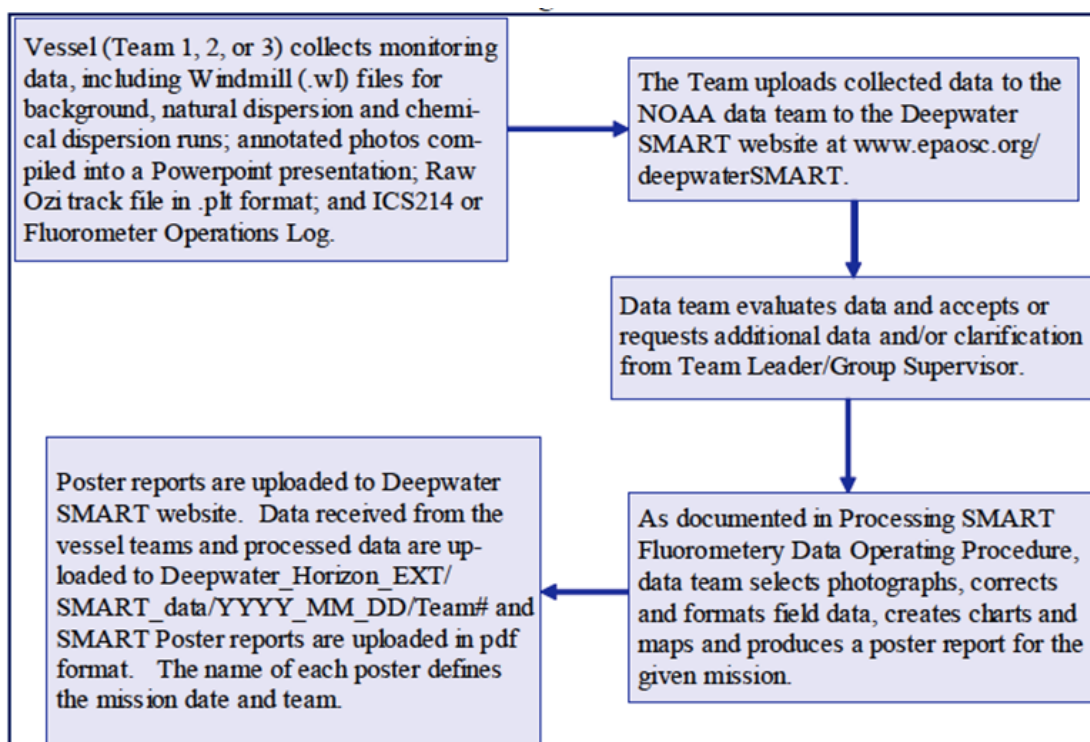 Vessel (Team 1, 2, or 3) collects monitoring
data, including Windmill (.wl) files for
background, natural dispersion and chemi-
cal dispersion runs; annotated photos com-
piled into a Powerpoint presentation; Raw
Ozi track file in .plt format; and ICS214 or
Fluorometer Operations Log.
The Team uploads collected data to the
NOAA data team to the Deepwater
SMART website at www.epaosc.org/
deepwaterSMART.
Data team evaluates data and accepts or
requests additional data and/or clarification
from Team Leader/Group Supervisor.
As documented in Processing SMART
Fluorometery Data Operating Procedure,
data team selects photographs, corrects
and formats field data, creates charts and
maps and produces a poster report for the
given mission.
Poster reports are uploaded to Deepwater
SMART website.  Data received from the
vessel teams and processed data are up-
loaded to Deepwater_Horizon_EXT/
SMART_data/YYYY_MM_DD/Team# and
SMART Poster reports are uploaded in pdf
format.   The name of each poster defines
the mission date and team.